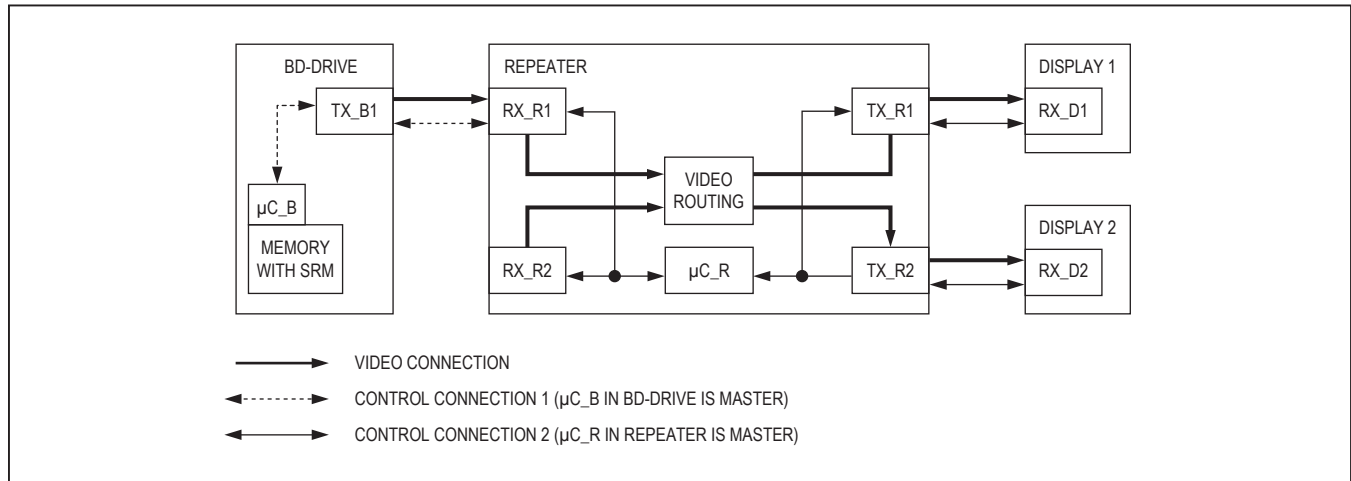 BD-DRIVE
TX_B1
µC_B
MEMORY
WITH SRM
REPEATER
RX_R1
RX_R2
VIDEO
ROUTING
µC_R
TX_R1
TX_R2
DISPLAY 1
RX_D1
DISPLAY 2
RX_D2
VIDEO CONNECTION
CONTROL CONNECTION 1 (µC_B IN BD-DRIVE IS MASTER)
CONTROL CONNECTION 2 (µC_R IN REPEATER IS MASTER)